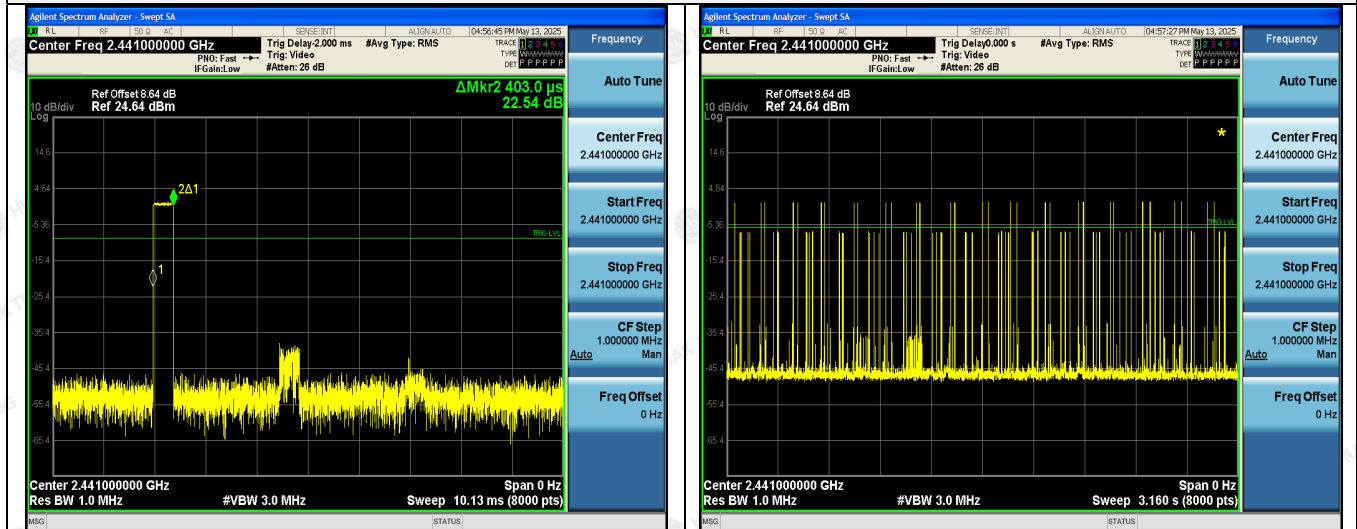 Agilent Spectrum Analyzer - Swept SA
LXI RL RF 50 Ω AC SENSE:INT ALIGNAUTO 04:56:45 PM May 13, 2025
Center Freq 2.441000000 GHz
PNO: Fast
IFGain:Low
Trig Delay-2.000 ms
Trig: Video
#Atten: 26 dB
#Avg Type: RMS
TRACE 1 2 3 4 5 6
TYPE
DET P P P P P P
ΔMkr2 403.0 µs
22.54 dB
Ref Offset 8.64 dB
Ref 24.64 dBm
10 dB/div
Log
14.6
4.64
-5.36
-15.4
-25.4
-35.4
-45.4
-55.4
-65.4
2Δ1
1
TRIG LVL
Center 2.441000000 GHz Span 0 Hz
Res BW 1.0 MHz #VBW 3.0 MHz Sweep 10.13 ms (8000 pts)
MSG STATUS
Frequency
Auto Tune
Center Freq
2.441000000 GHz
Start Freq
2.441000000 GHz
Stop Freq
2.441000000 GHz
CF Step
1.000000 MHz
Auto Man
Freq Offset
0 Hz
Agilent Spectrum Analyzer - Swept SA
LXI RL RF 50 Ω AC SENSE:INT ALIGNAUTO 04:57:27 PM May 13, 2025
Center Freq 2.441000000 GHz
PNO: Fast
IFGain:Low
Trig Delay0.000 s
Trig: Video
#Atten: 26 dB
#Avg Type: RMS
TRACE 1 2 3 4 5 6
TYPE
DET P P P P P P
Ref Offset 8.64 dB
Ref 24.64 dBm
10 dB/div
Log
*
14.6
4.64
-5.36
-15.4
-25.4
-35.4
-45.4
-55.4
-65.4
TRIG LVL
Center 2.441000000 GHz Span 0 Hz
Res BW 1.0 MHz #VBW 3.0 MHz Sweep 3.160 s (8000 pts)
MSG STATUS
Frequency
Auto Tune
Center Freq
2.441000000 GHz
Start Freq
2.441000000 GHz
Stop Freq
2.441000000 GHz
CF Step
1.000000 MHz
Auto Man
Freq Offset
0 Hz